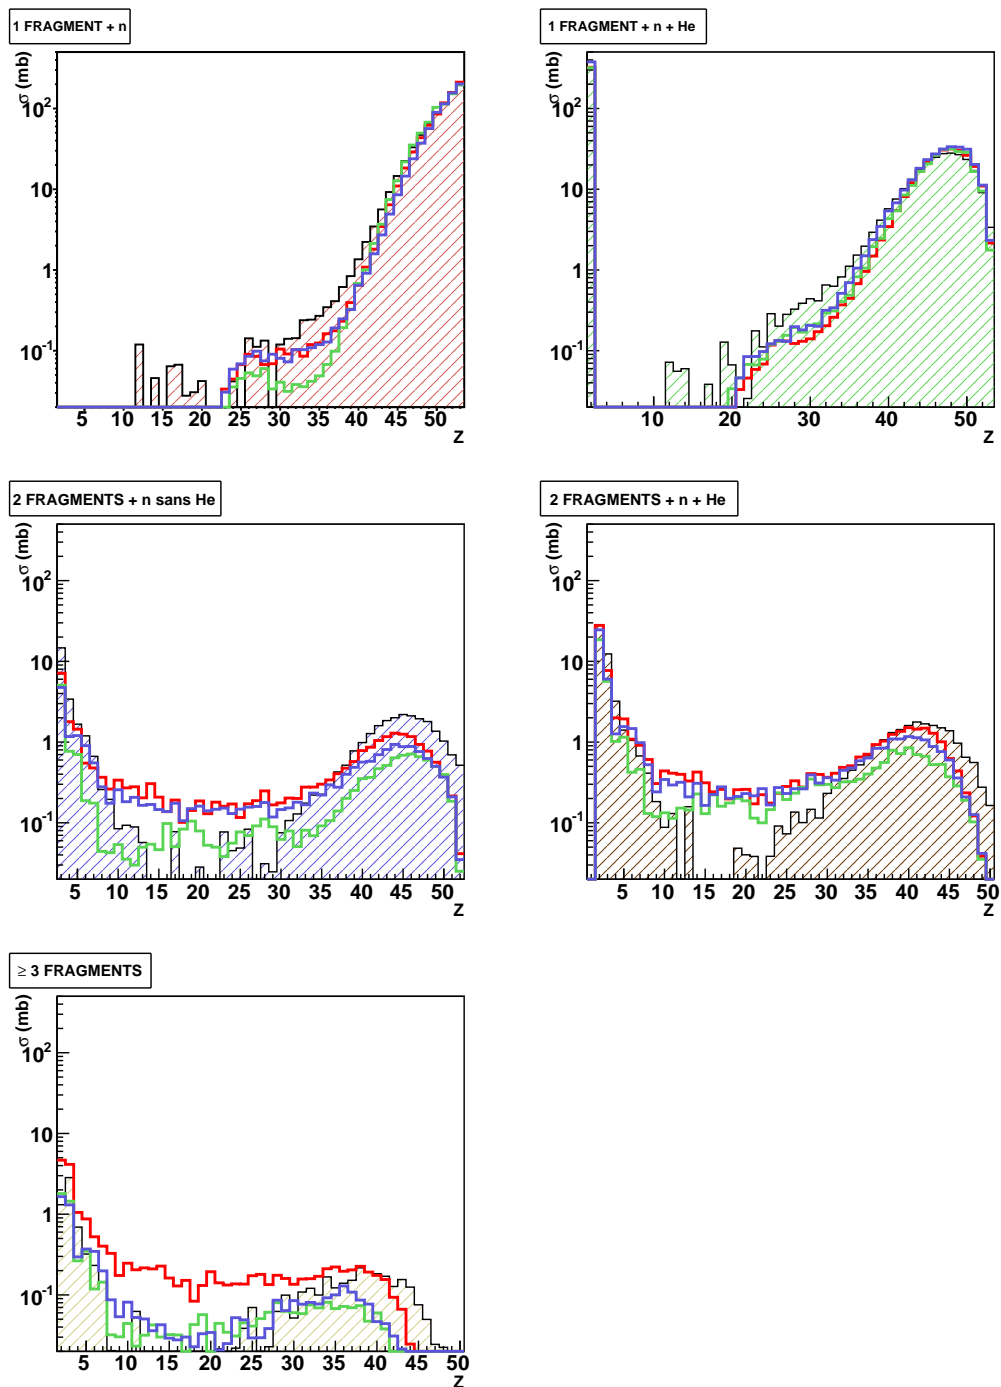 1 FRAGMENT + n
σ (mb)
10²
10
1
10⁻¹
5 10 15 20 25 30 35 40 45 50
Z
1 FRAGMENT + n + He
σ (mb)
10²
10
1
10⁻¹
10 20 30 40 50
Z
2 FRAGMENTS + n sans He
σ (mb)
10²
10
1
10⁻¹
5 10 15 20 25 30 35 40 45 50
Z
2 FRAGMENTS + n + He
σ (mb)
10²
10
1
10⁻¹
5 10 15 20 25 30 35 40 45 50
Z
≥ 3 FRAGMENTS
σ (mb)
10²
10
1
10⁻¹
5 10 15 20 25 30 35 40 45 50
Z